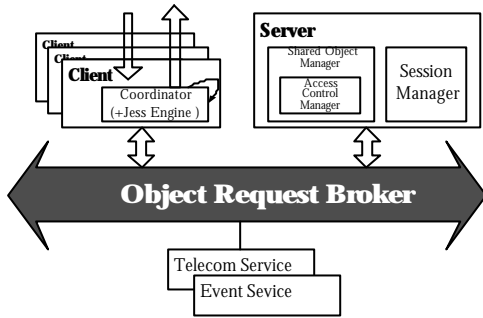 Client
Client
Client
Coordinator
(+Jess Engine )
Server
Shared Object
Manager
Access
Control
Manager
Session
Manager
Object Request Broker
Telecom Service
Event Sevice